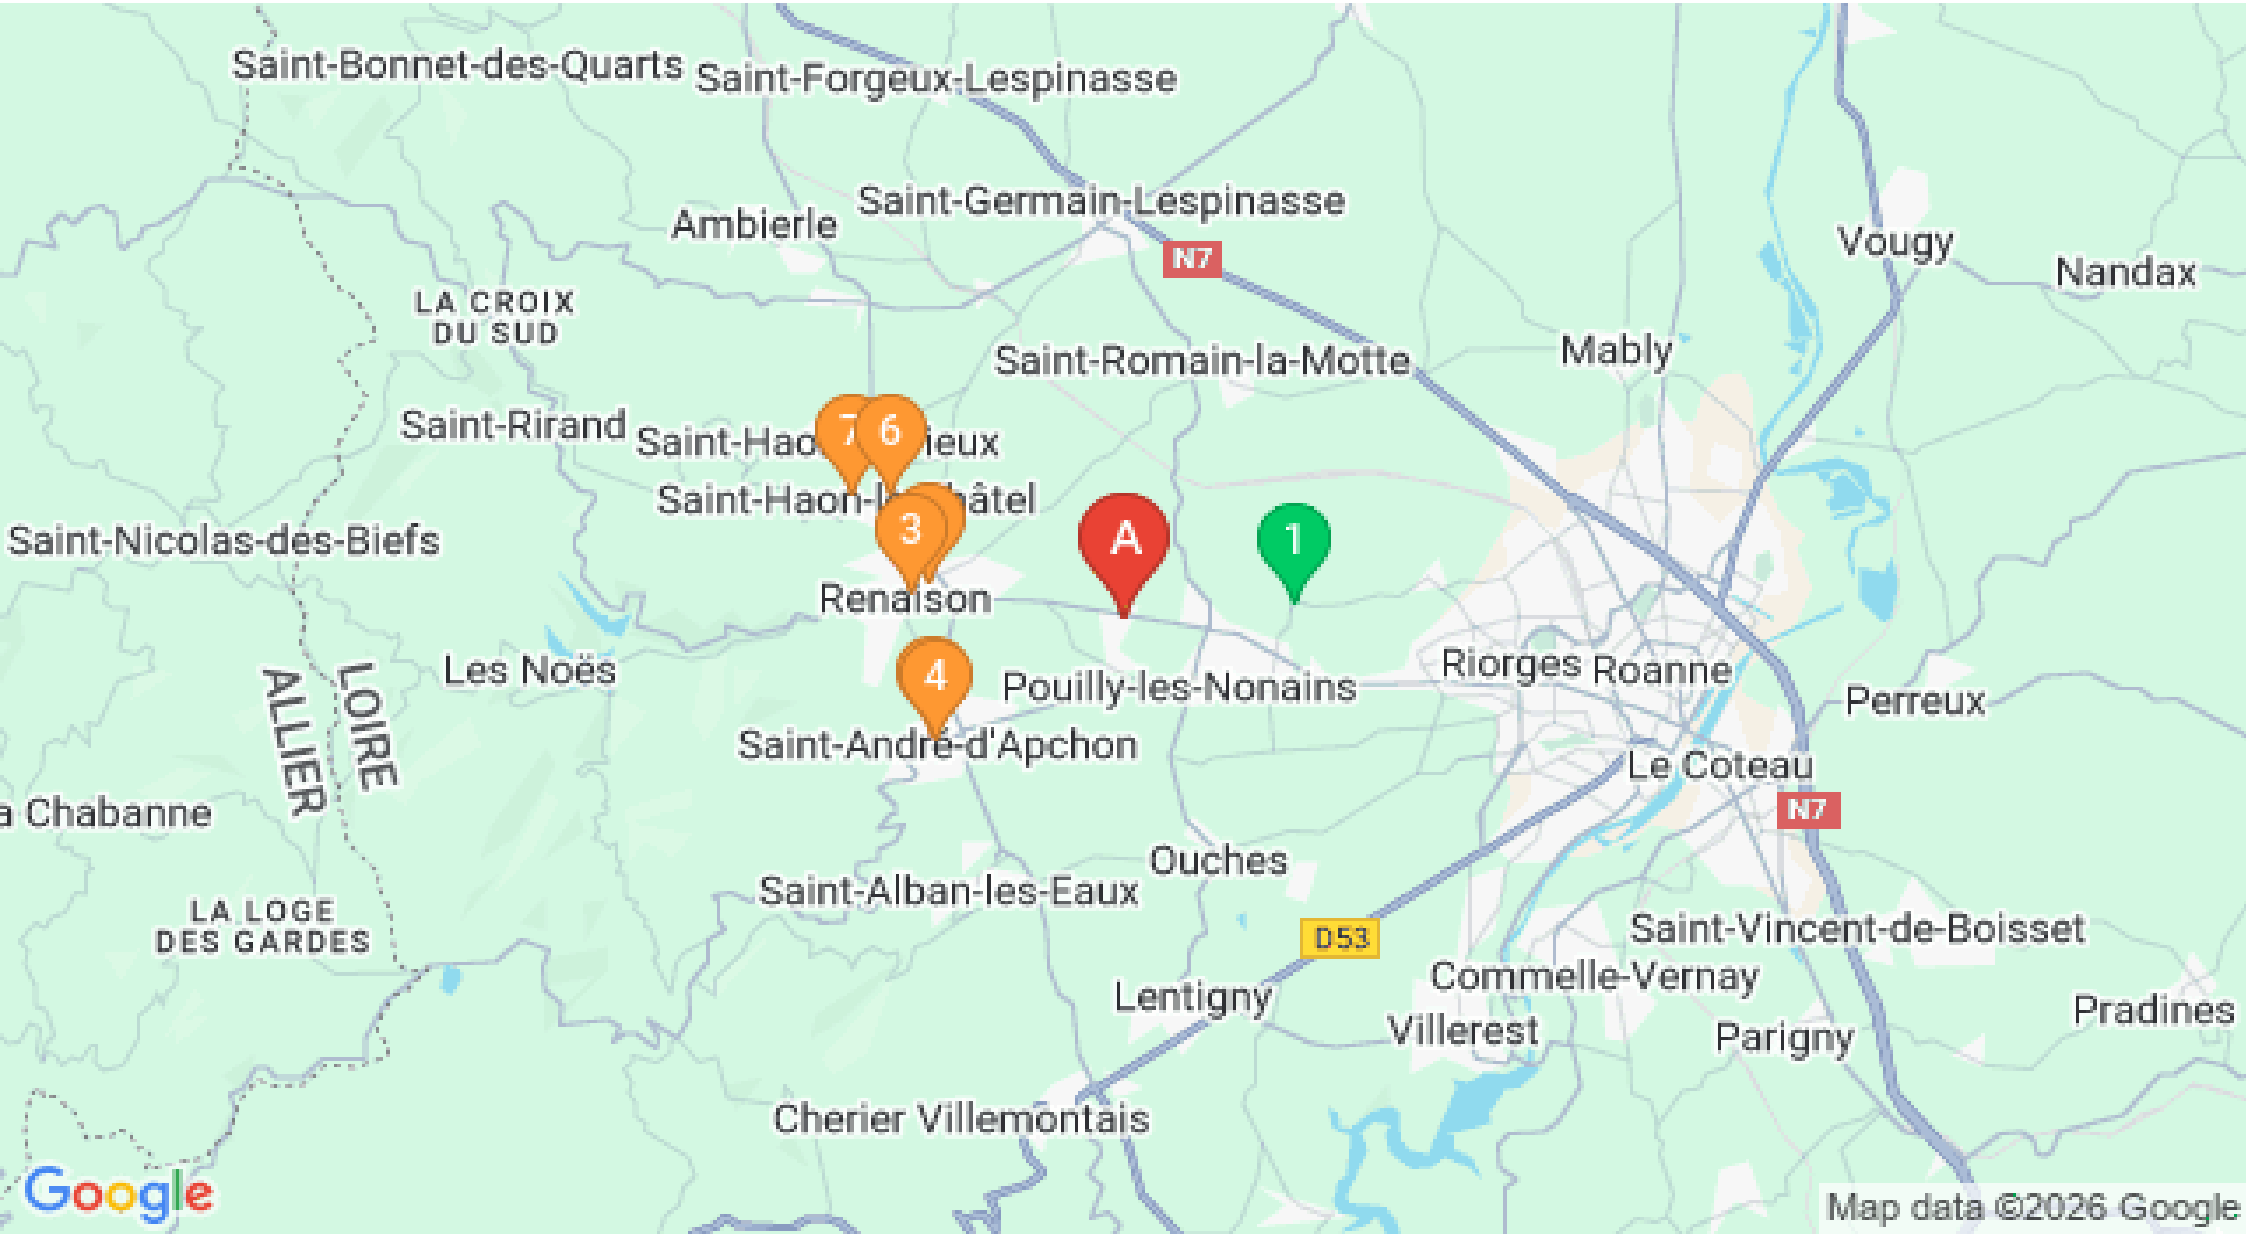 Saint-Bonnet-des-Quarts
Saint-Forgeux-Lespinasse
Saint-Germain-Lespinasse
Ambierle
N7
Vougy
Nandax
LA CROIX
DU SUD
Saint-Romain-la-Motte
Mably
Saint-Rirand
7
6
Saint-Hao
ieux
Saint-Haon-l
hâtel
3
A
1
Saint-Nicolas-des-Biefs
Renaison
LOIRE
ALLIER
Les Noës
4
Pouilly-les-Nonains
Riorges
Roanne
Perreux
Saint-André-d'Apchon
Le Coteau
a Chabanne
N7
Ouches
Saint-Alban-les-Eaux
LA LOGE
DES GARDES
D53
Saint-Vincent-de-Boisset
Commelle-Vernay
Lentigny
Villerest
Parigny
Pradines
Cherier
Villemontais
Google
Map data ©2026 Google